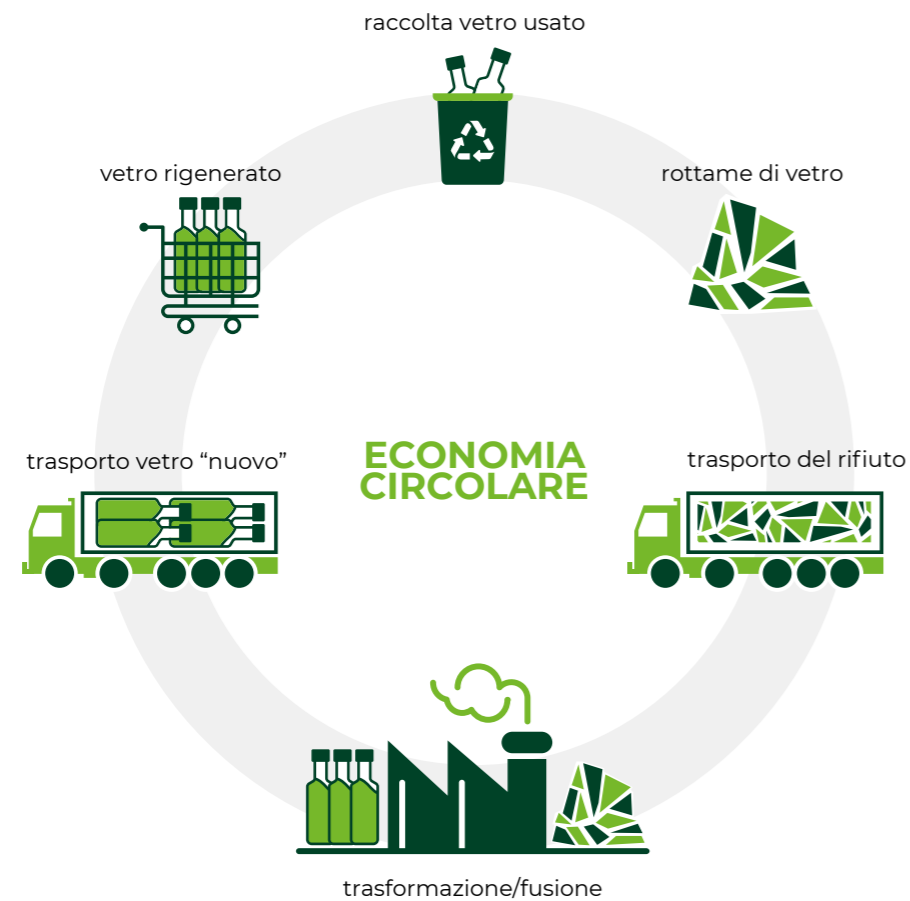 raccolta vetro usato
vetro rigenerato
rottame di vetro
ECONOMIA
CIRCOLARE
trasporto vetro “nuovo”
trasporto del rifiuto
trasformazione/fusione